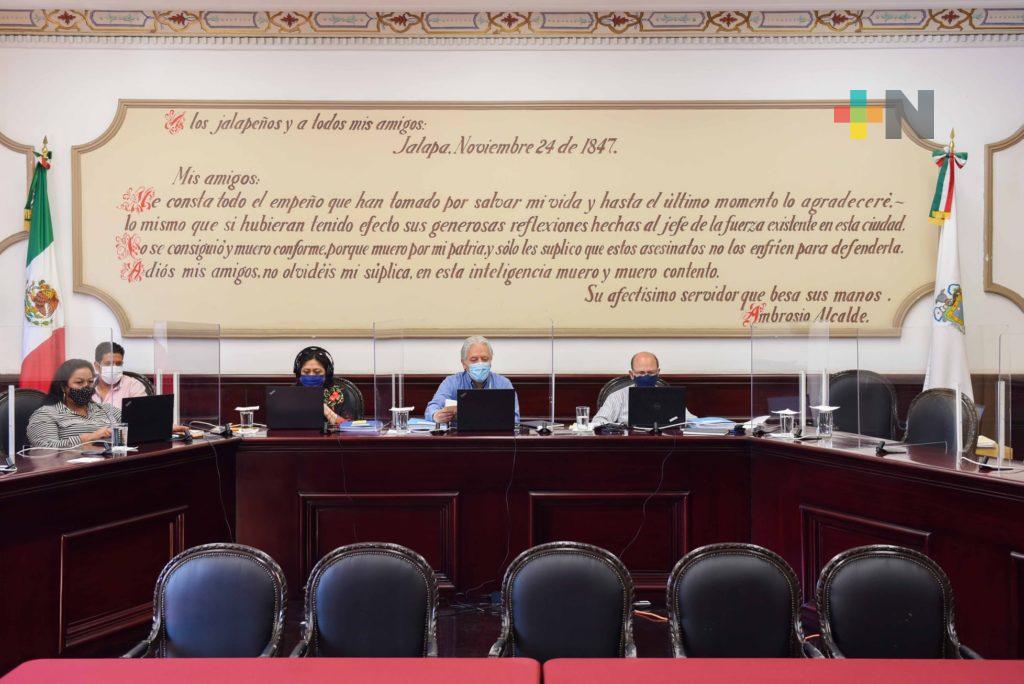 A los jalapeños y a todos mis amigos:
Jalapa, Noviembre 24 de 1847.
Mis amigos:
Me consta todo el empeño que han tomado por salvar mi vida y hasta el último momento lo agradeceré,~
lo mismo que si hubieran tenido efecto sus generosas reflexiones hechas al jefe de la fuerza existente en esta ciudad.
No se consiguió y muero conforme, porque muero por mi patria, y sólo les suplico que estos asesinatos no los enfríen para defenderla.
Adiós mis amigos, no olvidéis mi súplica, en esta inteligencia muero y muero contento.
Su afectísimo servidor que besa sus manos.
Ambrosio Alcalde.
+N